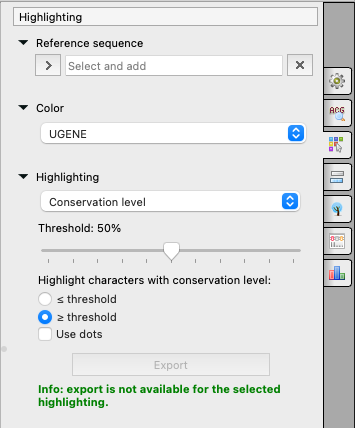 Highlighting
Reference sequence
Select and add
Color
UGENE
Highlighting
Conservation level
Threshold: 50%
Highlight characters with conservation level:
≤ threshold
≥ threshold
Use dots
Export
Info: export is not available for the selected
highlighting.
ACG